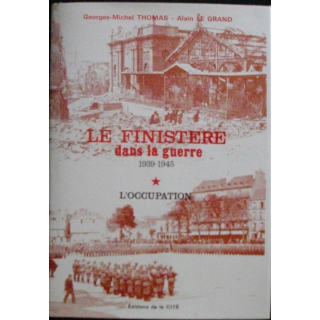 Georges-Michel THOMAS - Alain LE GRAND
LE FINISTERE
dans la guerre
1939-1945
L'OCCUPATION
Éditions de la CITÉ